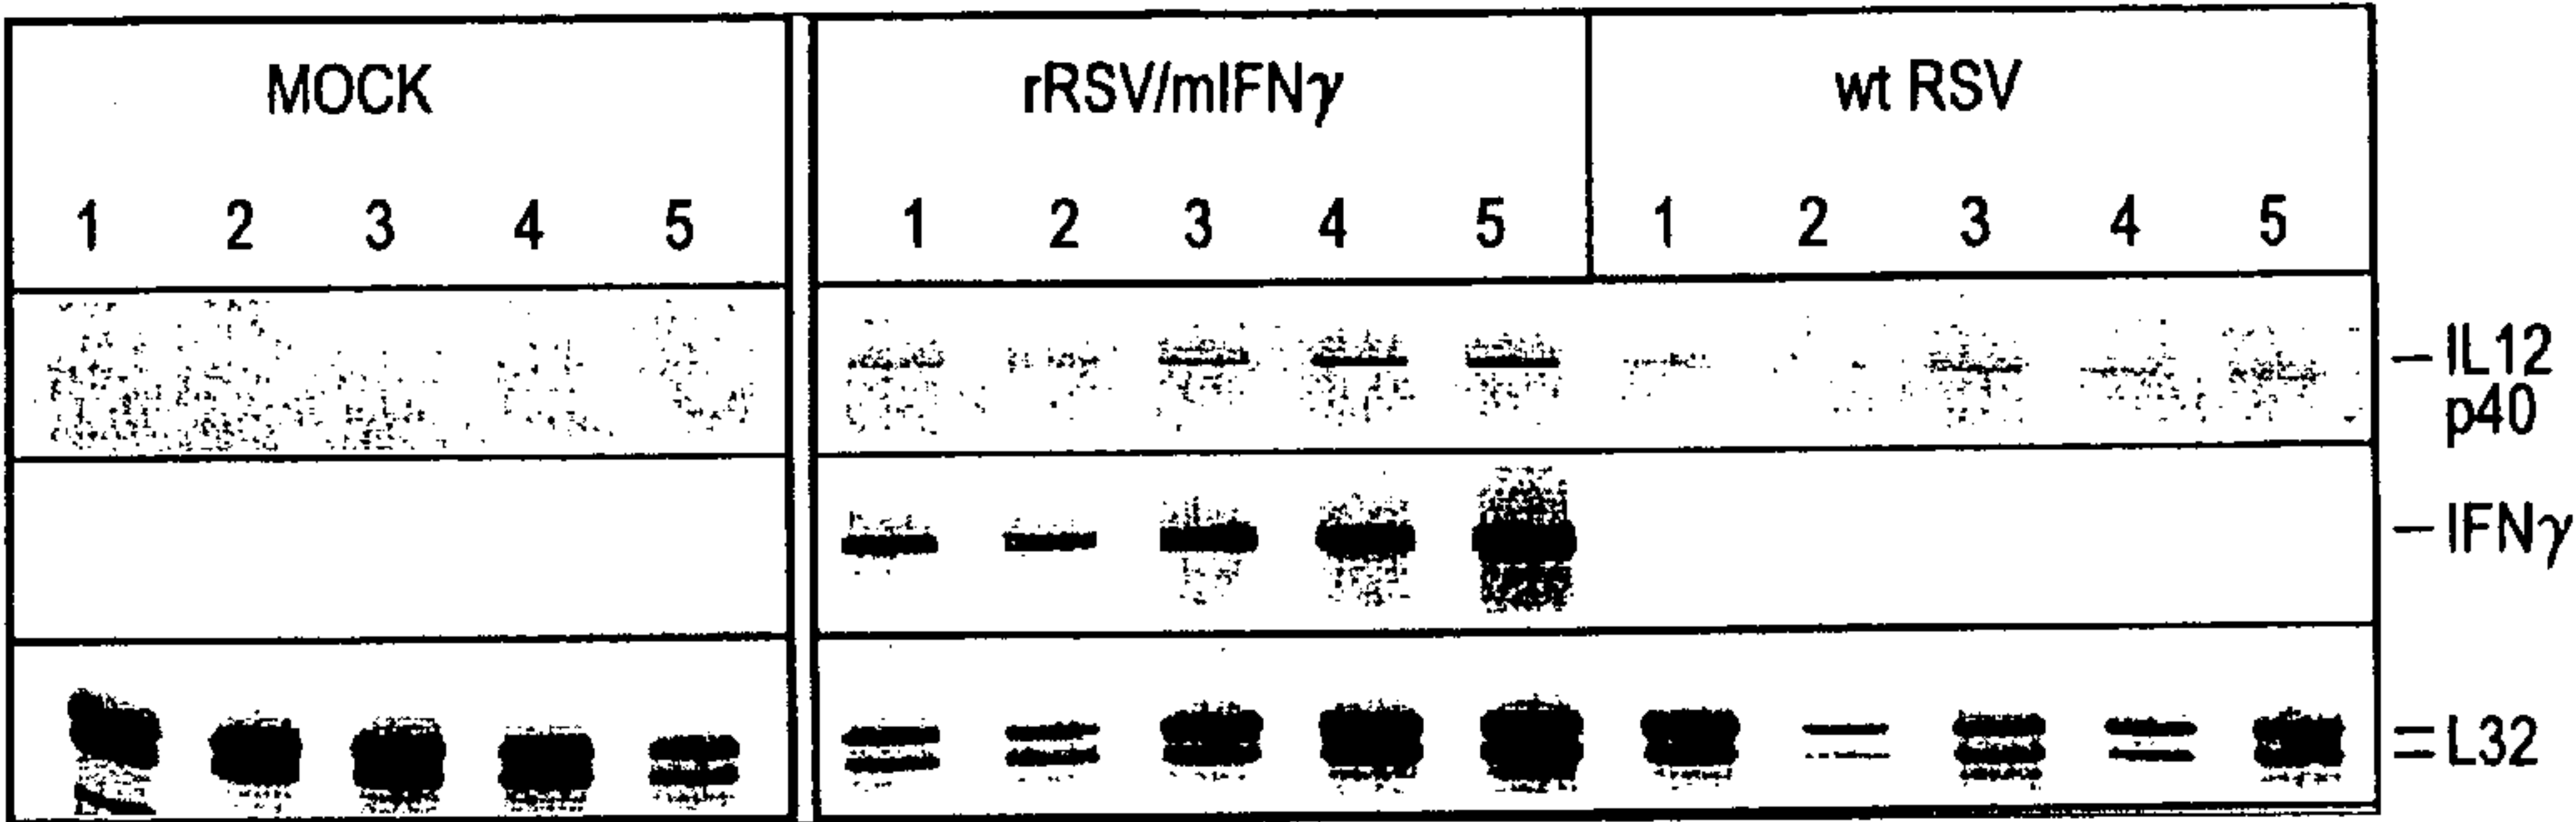 MOCK
rRSV/mIFNγ
wt RSV
1 2 3 4 5
1 2 3 4 5
1 2 3 4 5
IL12
p40
IFNγ
L32